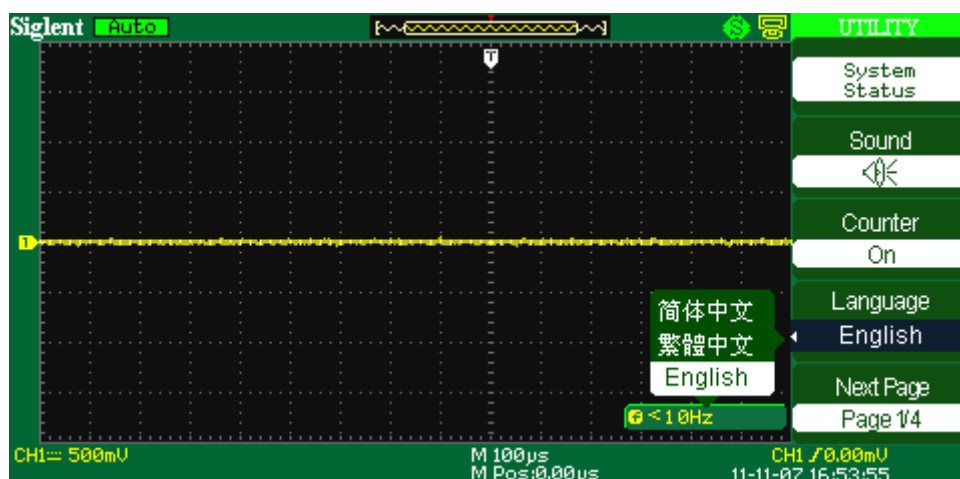 Siglent Auto
UTILITY
T
System
Status
Sound
Counter
On
1
Language
English
简体中文
繁體中文
English
Next Page
Page 1/4
f <10Hz
CH1 500mV
M 100μs
CH1 0.00mV
M Pos:0.00μs
11-11-07 16:53:55